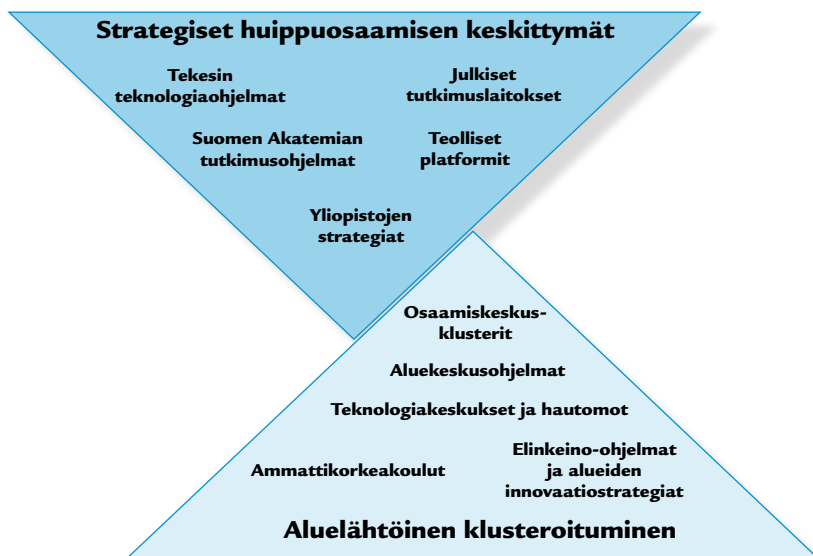 Strategiset huippuosaamisen keskittymät
Tekesin
teknologiaohjelmat
Julkiset
tutkimuslaitokset
Suomen Akatemian
tutkimusohjelmat
Teolliset
platformit
Yliopistojen
strategiat
Osaamiskeskus-
klusterit
Aluekeskusohjelmat
Teknologiakeskukset ja hautomot
Ammattikorkeakoulut
Elinkeino-ohjelmat
ja alueiden
innovaatiostrategiat
Aluelähtöinen klusteroituminen